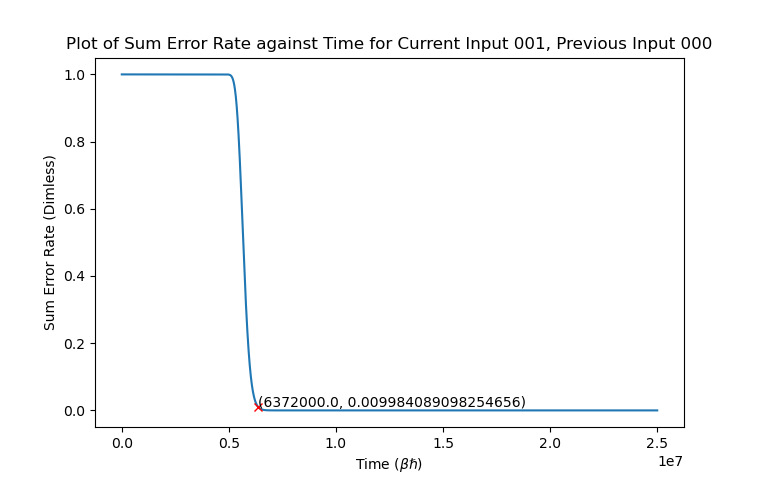 Plot of Sum Error Rate against Time for Current Input 001, Previous Input 000
1.0
0.8
0.6
0.4
0.2
0.0
Sum Error Rate (Dimless)
(6372000.0, 0.009984089098254656)
0.0 0.5 1.0 1.5 2.0 2.5
1e7
Time (βħ)